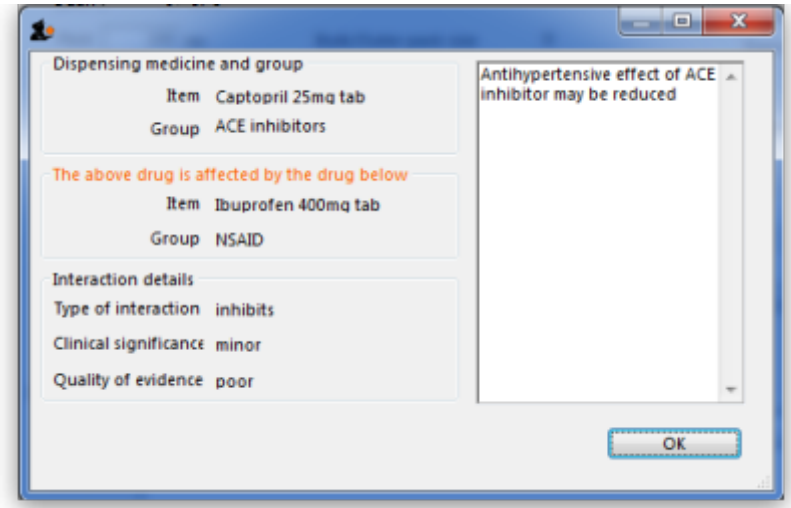 Dispensing medicine and group
Item Captopril 25mg tab
Group ACE inhibitors
The above drug is affected by the drug below
Item Ibuprofen 400mg tab
Group NSAID
Interaction details
Type of interaction inhibits
Clinical significance minor
Quality of evidence poor
Antihypertensive effect of ACE
inhibitor may be reduced
OK